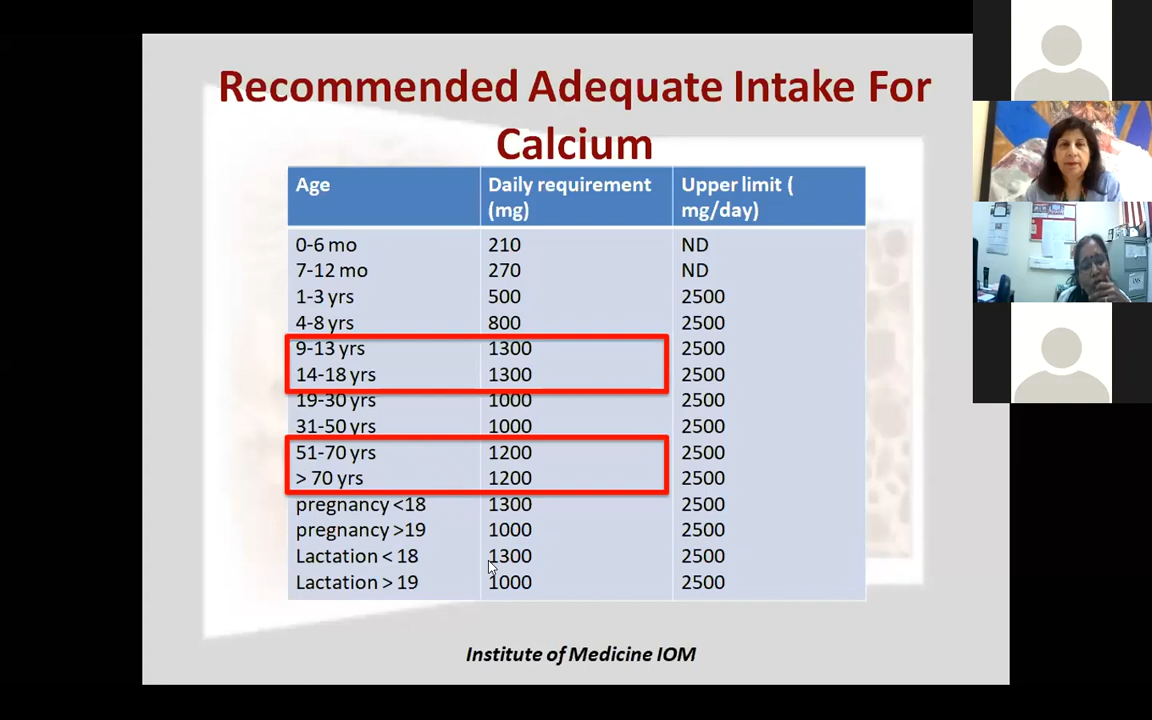 Recommended Adequate Intake For
Calcium
Age Daily requirement (mg) Upper limit ( mg/day)
0-6 mo 210 ND
7-12 mo 270 ND
1-3 yrs 500 2500
4-8 yrs 800 2500
9-13 yrs 1300 2500
14-18 yrs 1300 2500
19-30 yrs 1000 2500
31-50 yrs 1000 2500
51-70 yrs 1200 2500
> 70 yrs 1200 2500
pregnancy <18 1300 2500
pregnancy >19 1000 2500
Lactation < 18 1300 2500
Lactation > 19 1000 2500
Institute of Medicine IOM